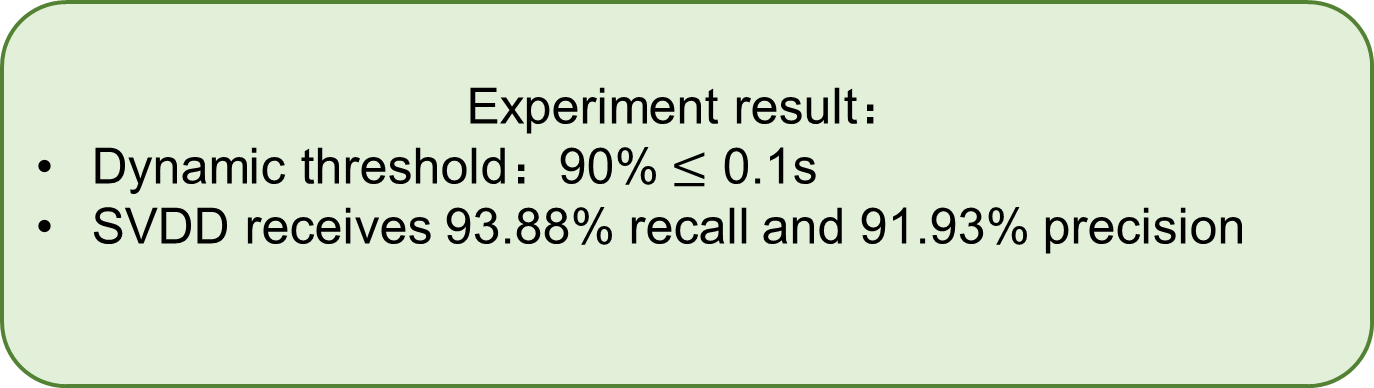 Experiment result：
• Dynamic threshold：90% ≤ 0.1s
• SVDD receives 93.88% recall and 91.93% precision